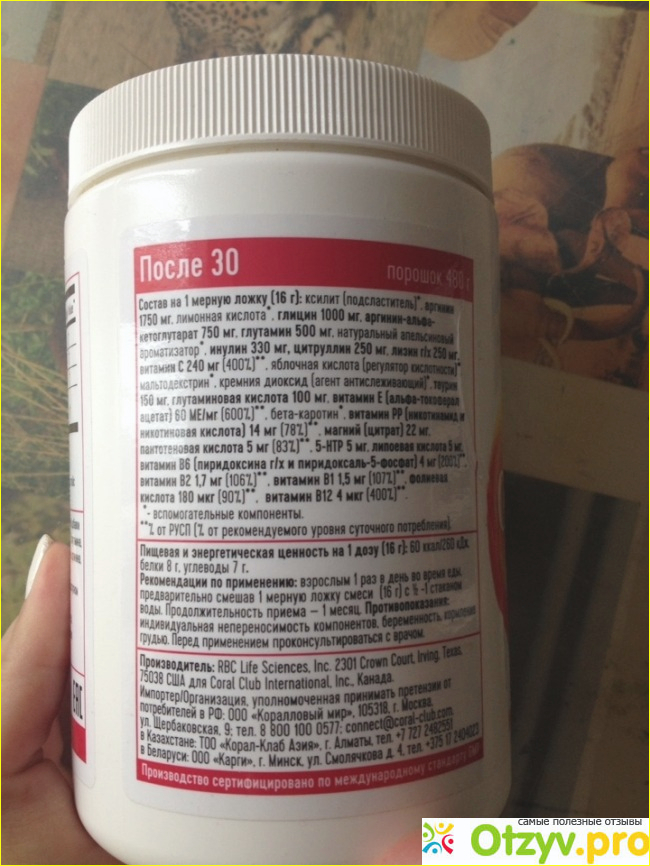 После 30
порошок 480 г
Состав на 1 мерную ложку (16 г): ксилит (подсластитель)*, аргинин
1750 мг, лимонная кислота*, глицин 1000 мг, аргинин-альфа-
кетоглутарат 750 мг, глутамин 500 мг, натуральный апельсиновый
ароматизатор*, инулин 330 мг, цитруллин 250 мг, лизин г/х 250 мг,
витамин С 240 мг (400%)**, яблочная кислота (регулятор кислотности)*,
мальтодекстрин*, кремния диоксид (агент антислеживающий)*, таурин
150 мг, глутаминовая кислота 100 мг, витамин Е (альфа-токоферол
ацетат) 60 МЕ/мг (600%)**, бета-каротин*, витамин РР (никотинамид и
никотиновая кислота) 14 мг (78%)**, магний (цитрат) 22 мг,
пантотеновая кислота 5 мг (83%)**, 5-НТР 5 мг, липоевая кислота 5 мг,
витамин В6 (пиридоксина г/х и пиридоксаль-5-фосфат) 4 мг (200%)**,
витамин В2 1,7 мг (106%)**, витамин В1 1,5 мг (107%)**, фолиевая
кислота 180 мкг (90%)**, витамин В12 4 мкг (400%)**.
*- вспомогательные компоненты.
**% от РУСП (% от рекомендуемого уровня суточного потребления).
Пищевая и энергетическая ценность на 1 дозу (16 г): 60 ккал/260 кДж,
белки 8 г, углеводы 7 г.
Рекомендации по применению: взрослым 1 раз в день во время еды,
предварительно смешав 1 мерную ложку смеси (16 г) с ½ -1 стаканом
воды. Продолжительность приема – 1 месяц. Противопоказания:
индивидуальная непереносимость компонентов, беременность, кормление
грудью. Перед применением проконсультироваться с врачом.
Производитель: RBC Life Sciences, Inc. 2301 Crown Court, Irving, Texas,
75038 США для Coral Club International, Inc., Канада.
Импортер/Организация, уполномоченная принимать претензии от
потребителей в РФ: ООО «Коралловый мир», 105318, г. Москва,
ул. Щербаковская, 9; тел. 8 800 100 0577; connect@coral-club.com.
в Казахстане: ТОО «Корал-Клаб Азия», г. Алматы, тел. +7 727 2482551
в Беларуси: ООО «Карги», г. Минск, ул. Смолячкова д. 4, тел. +375 17 2404023
Производство сертифицировано по международному стандарту GMP
EAC
самые полезные отзывы
Otzyv.pro